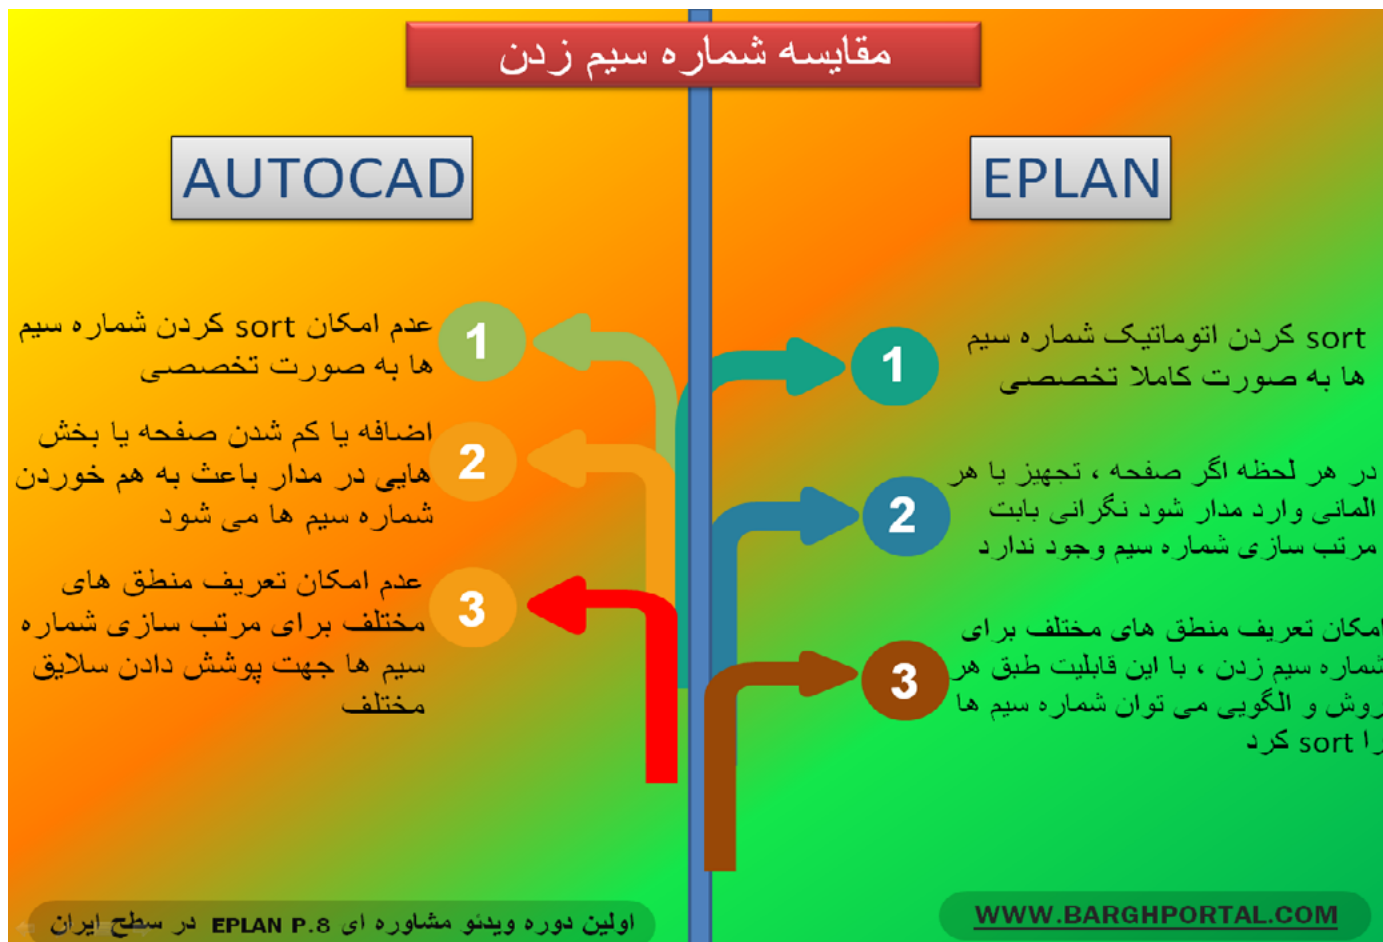 مقایسه شماره سیم زدن
EPLAN
1
sort کردن اتوماتیک شماره سیم
ها به صورت کاملا تخصصی
2
در هر لحظه اگر صفحه ، تجهیز یا هر
المانی وارد مدار شود نگرانی بابت
مرتب سازی شماره سیم وجود ندارد
3
امکان تعریف منطق های مختلف برای
شماره سیم زدن ، با این قابلیت طبق هر
روش و الگویی می توان شماره سیم ها
را sort کرد
AUTOCAD
1
عدم امکان sort کردن شماره سیم
ها به صورت تخصصی
2
اضافه یا کم شدن صفحه یا بخش
هایی در مدار باعث به هم خوردن
شماره سیم ها می شود
3
عدم امکان تعریف منطق های
مختلف برای مرتب سازی شماره
سیم ها جهت پوشش دادن سلایق
مختلف
WWW.BARGHPORTAL.COM
اولین دوره ویدئو مشاوره ای EPLAN P.8 در سطح ایران